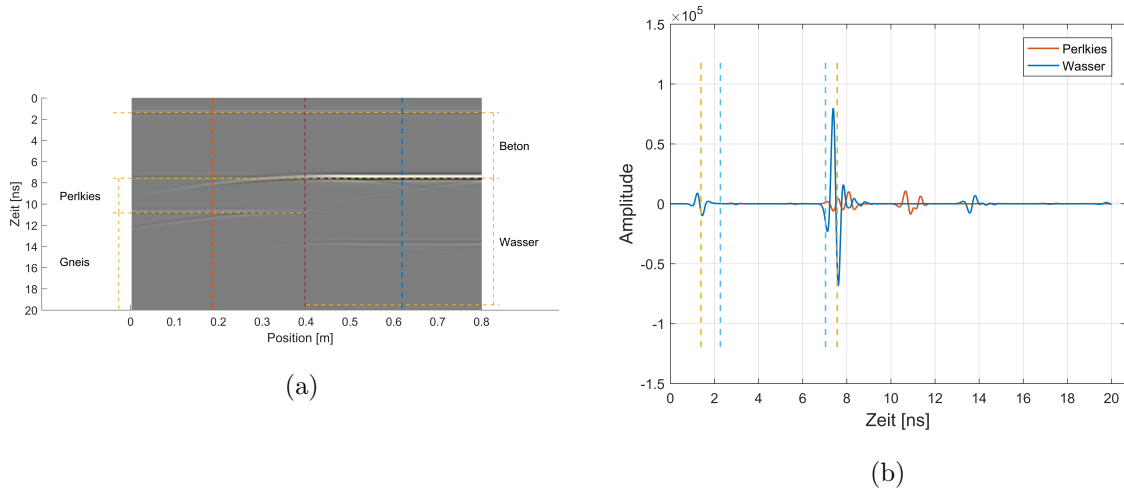 0
2
4
6
8
10
12
14
16
18
20
Zeit [ns]
Perlkies
Gneis
Beton
Wasser
0 0.1 0.2 0.3 0.4 0.5 0.6 0.7 0.8
Position [m]
(a)
×10⁵
1.5
1
0.5
0
-0.5
-1
-1.5
Amplitude
Perlkies
Wasser
0 2 4 6 8 10 12 14 16 18 20
Zeit [ns]
(b)